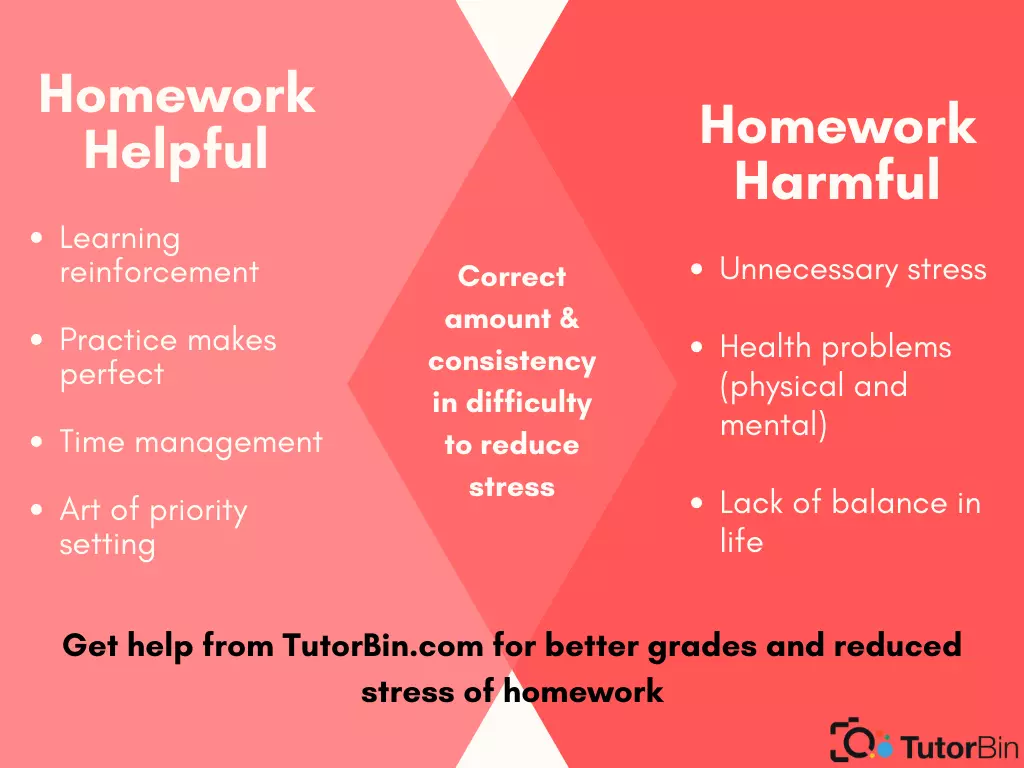 Homework
Helpful
Learning
reinforcement
Practice makes
perfect
Time management
Art of priority
setting
Correct
amount &
consistency
in difficulty
to reduce
stress
Homework
Harmful
Unnecessary stress
Health problems
(physical and
mental)
Lack of balance in
life
Get help from TutorBin.com for better grades and reduced
stress of homework
TutorBin